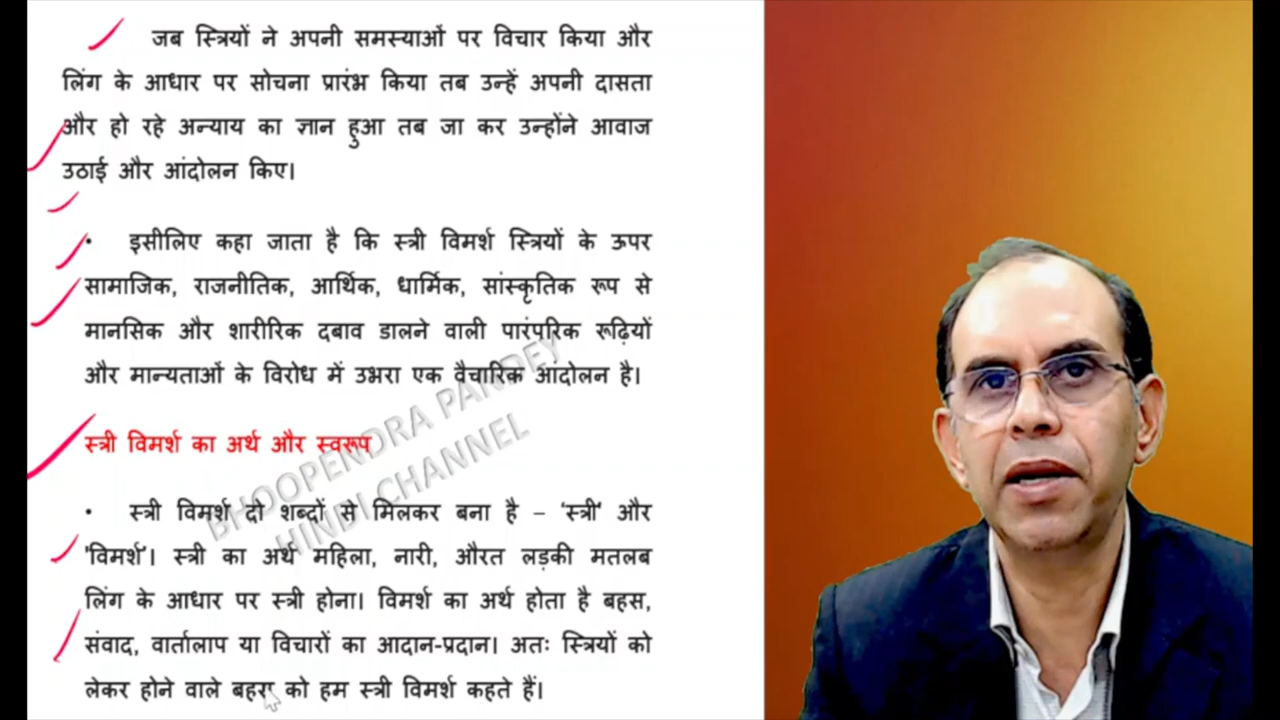 जब स्त्रियों ने अपनी समस्याओं पर विचार किया और
लिंग के आधार पर सोचना प्रारंभ किया तब उन्हें अपनी दासता
और हो रहे अन्याय का ज्ञान हुआ तब जा कर उन्होंने आवाज
उठाई और आंदोलन किए।
• इसीलिए कहा जाता है कि स्त्री विमर्श स्त्रियों के ऊपर
सामाजिक, राजनीतिक, आर्थिक, धार्मिक, सांस्कृतिक रूप से
मानसिक और शारीरिक दबाव डालने वाली पारंपरिक रूढ़ियों
और मान्यताओं के विरोध में उभरा एक वैचारिक आंदोलन है।
स्त्री विमर्श का अर्थ और स्वरूप
• स्त्री विमर्श दो शब्दों से मिलकर बना है – 'स्त्री' और
'विमर्श'। स्त्री का अर्थ महिला, नारी, औरत लड़की मतलब
लिंग के आधार पर स्त्री होना। विमर्श का अर्थ होता है बहस,
संवाद, वार्तालाप या विचारों का आदान-प्रदान। अतः स्त्रियों को
लेकर होने वाले बहस को हम स्त्री विमर्श कहते हैं।
BHOOPENDRA PANDEY
HINDI CHANNEL